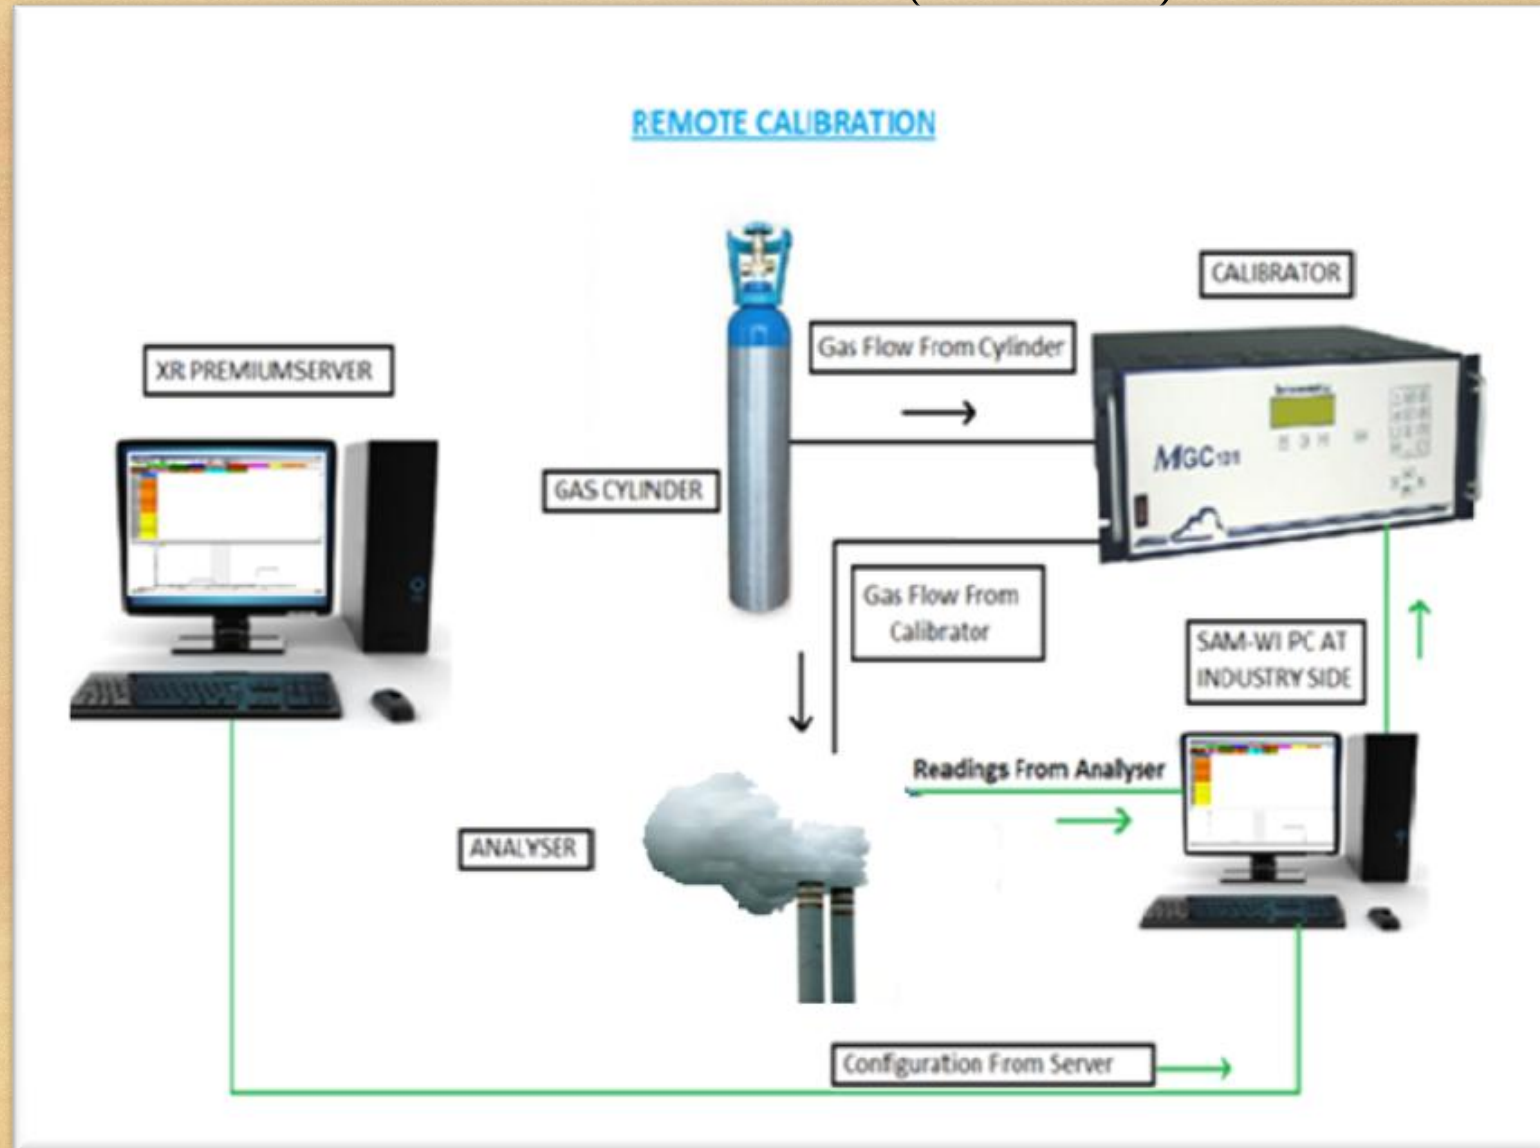 REMOTE CALIBRATION
CALIBRATOR
Gas Flow From Cylinder
XR PREMIUMSERVER
MGC 101
GAS CYLINDER
Gas Flow From
Calibrator
SAM-WI PC AT
INDUSTRY SIDE
Readings From Analyser
ANALYSER
Configuration From Server